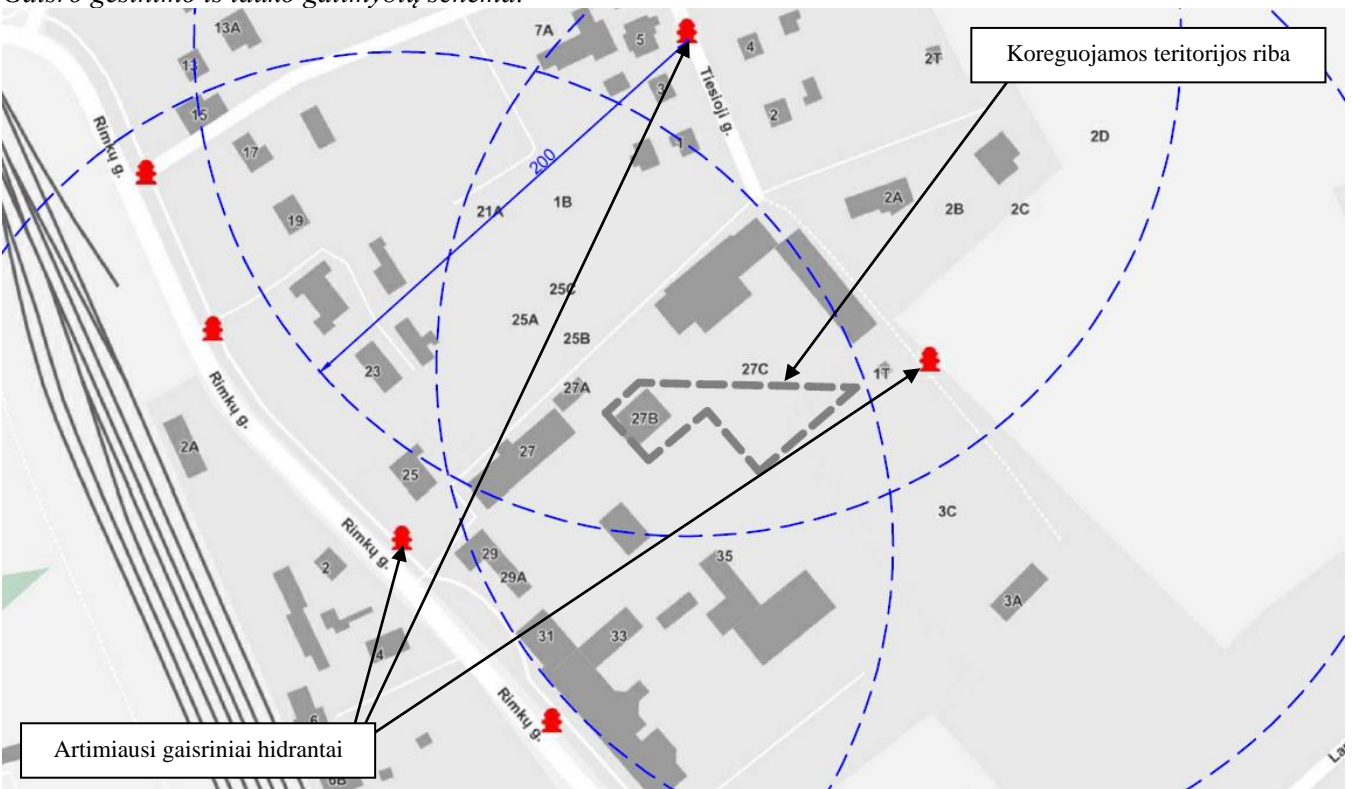 Gaisro gesinimo iš lauko galimybių schema:
13A
7A
5
4
2T
Koreguojamos teritorijos riba
13
3
Tiesioji g.
15
2
Rimkų g.
17
1
2D
200
19
21A
1B
2A
2B
2C
25C
25A
25B
23
27C
1T
Rimkų g.
27A
27B
2A
27
25
3C
Rimkų g.
29
35
2
29A
3A
31
33
4
Rimkų g.
6
Artimiausi gaisriniai hidrantai
6B